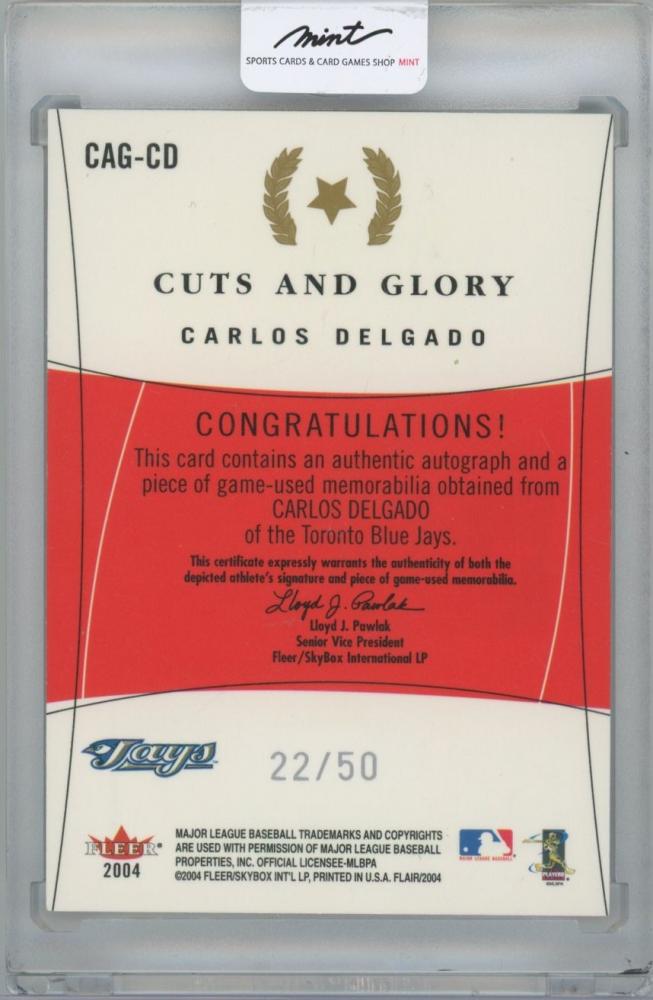 mint
SPORTS CARDS & CARD GAMES SHOP MINT
CAG-CD
CUTS AND GLORY
CARLOS DELGADO
CONGRATULATIONS!
This card contains an authentic autograph and a
piece of game-used memorabilia obtained from
CARLOS DELGADO
of the Toronto Blue Jays.
This certificate expressly warrants the authenticity of both the
depicted athlete's signature and piece of game-used memorabilia.
Lloyd J. Pawlak
Lloyd J. Pawlak
Senior Vice President
Fleer/SkyBox International LP
Jays
22/50
FLEER®
2004
MAJOR LEAGUE BASEBALL TRADEMARKS AND COPYRIGHTS
ARE USED WITH PERMISSION OF MAJOR LEAGUE BASEBALL
PROPERTIES, INC. OFFICIAL LICENSEE-MLBPA
©2004 FLEER/SKYBOX INT'L LP, PRINTED IN U.S.A. FLAIR/2004
MAJOR LEAGUE BASEBALL
PLAYERS